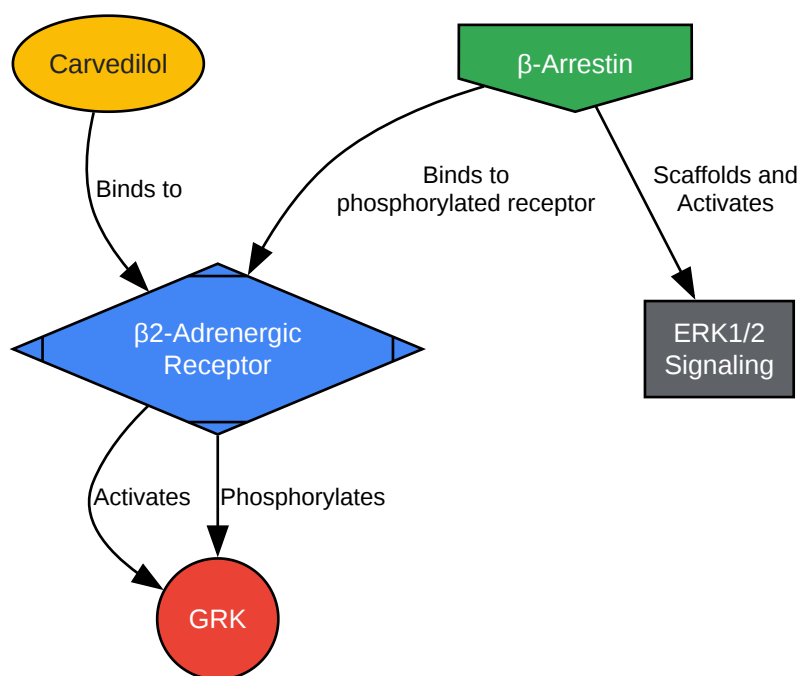 Carvedilol
β-Arrestin
Binds to
Binds to
phosphorylated receptor
Scaffolds and
Activates
β2-Adrenergic
Receptor
ERK1/2
Signaling
Activates
Phosphorylates
GRK